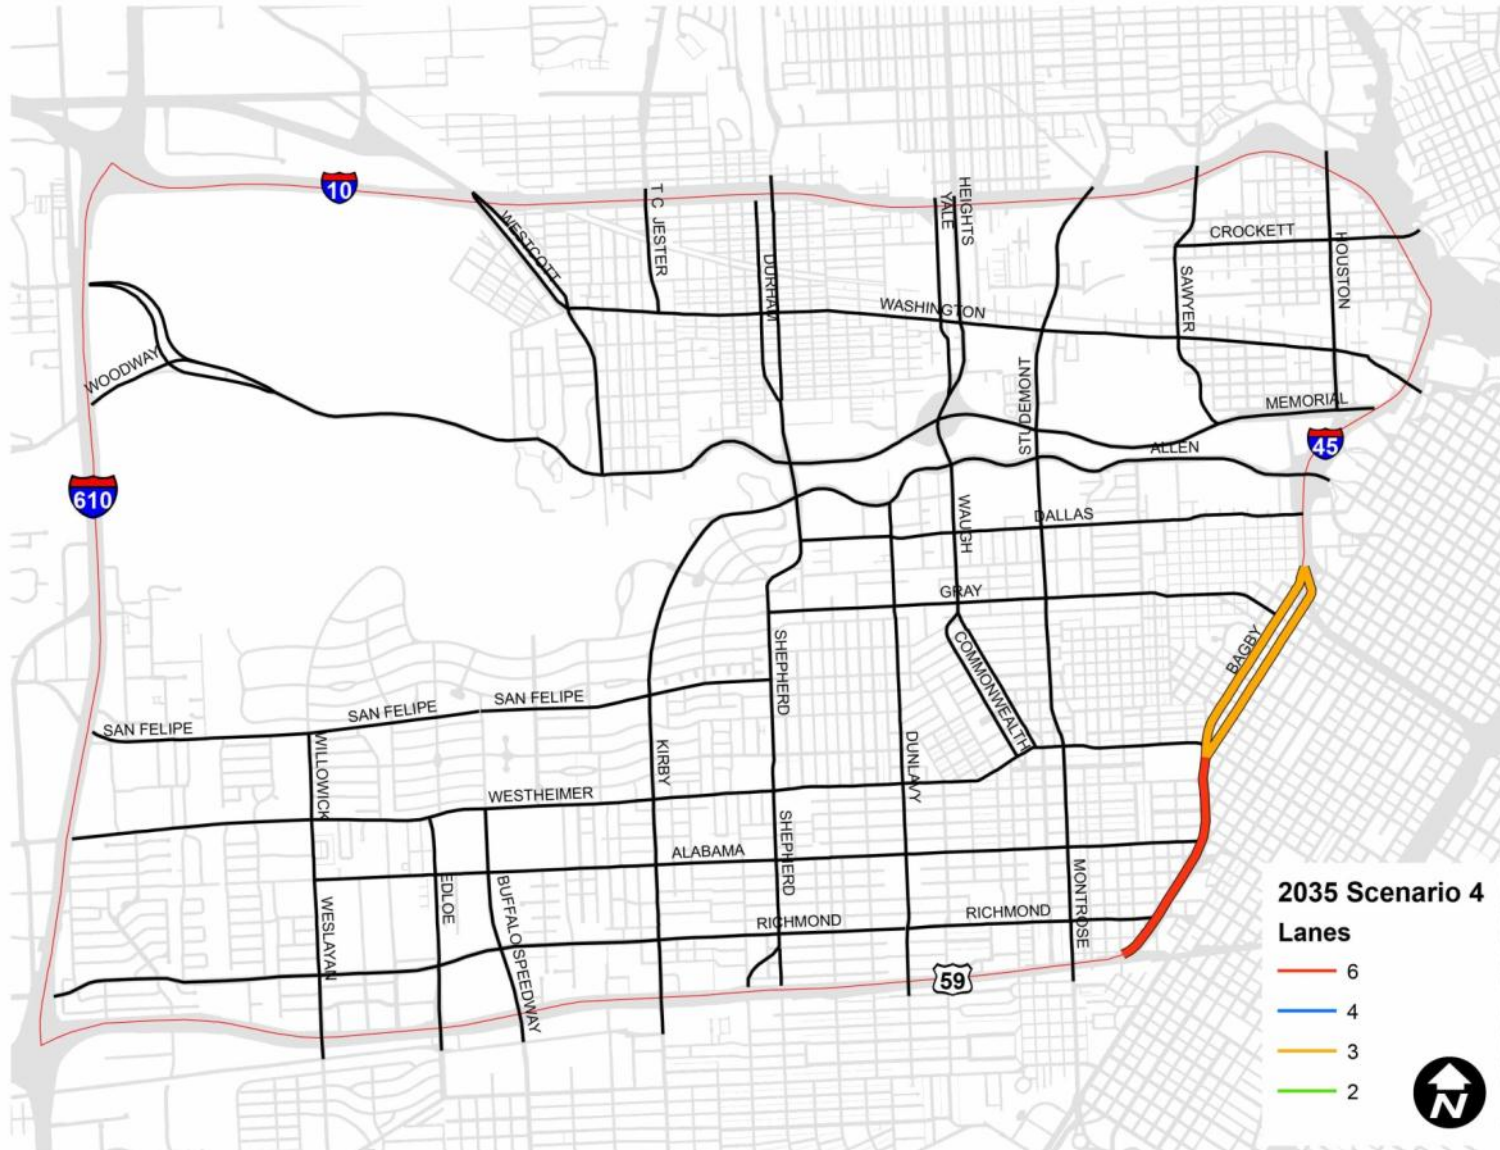 10
WESTCOTT
T C JESTER
DURHAM
YALE
HEIGHTS
WASHINGTON
CROCKETT
SAWYER
HOUSTON
WOODWAY
STUDEMONT
MEMORIAL
ALLEN
45
610
WAUGH
DALLAS
GRAY
COMMONWEALTH
BAGBY
SHEPHERD
SAN FELIPE
SAN FELIPE
SAN FELIPE
WILLOWICK
KIRBY
DUNLAVY
WESTHEIMER
SHEPHERD
ALABAMA
EDLOE
BUFFALO SPEEDWAY
WESLAYAN
RICHMOND
RICHMOND
MONTROSE
59
2035 Scenario 4
Lanes
6
4
3
2
N